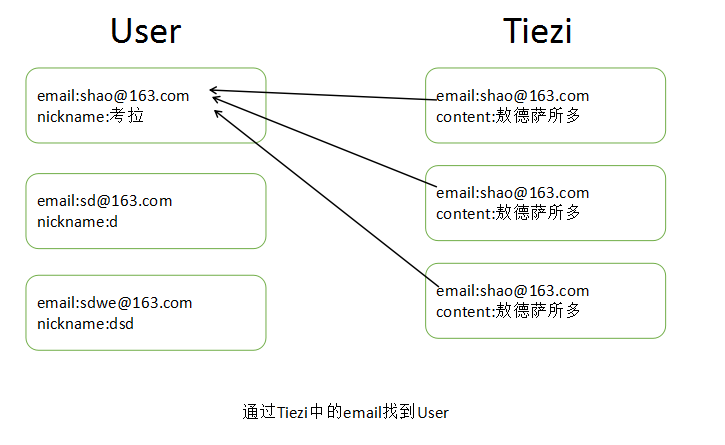 User
email:shao@163.com
nickname:考拉
email:sd@163.com
nickname:d
email:sdwe@163.com
nickname:dsd
Tiezi
email:shao@163.com
content:敖德萨所多
email:shao@163.com
content:敖德萨所多
email:shao@163.com
content:敖德萨所多
通过Tiezi中的email找到User